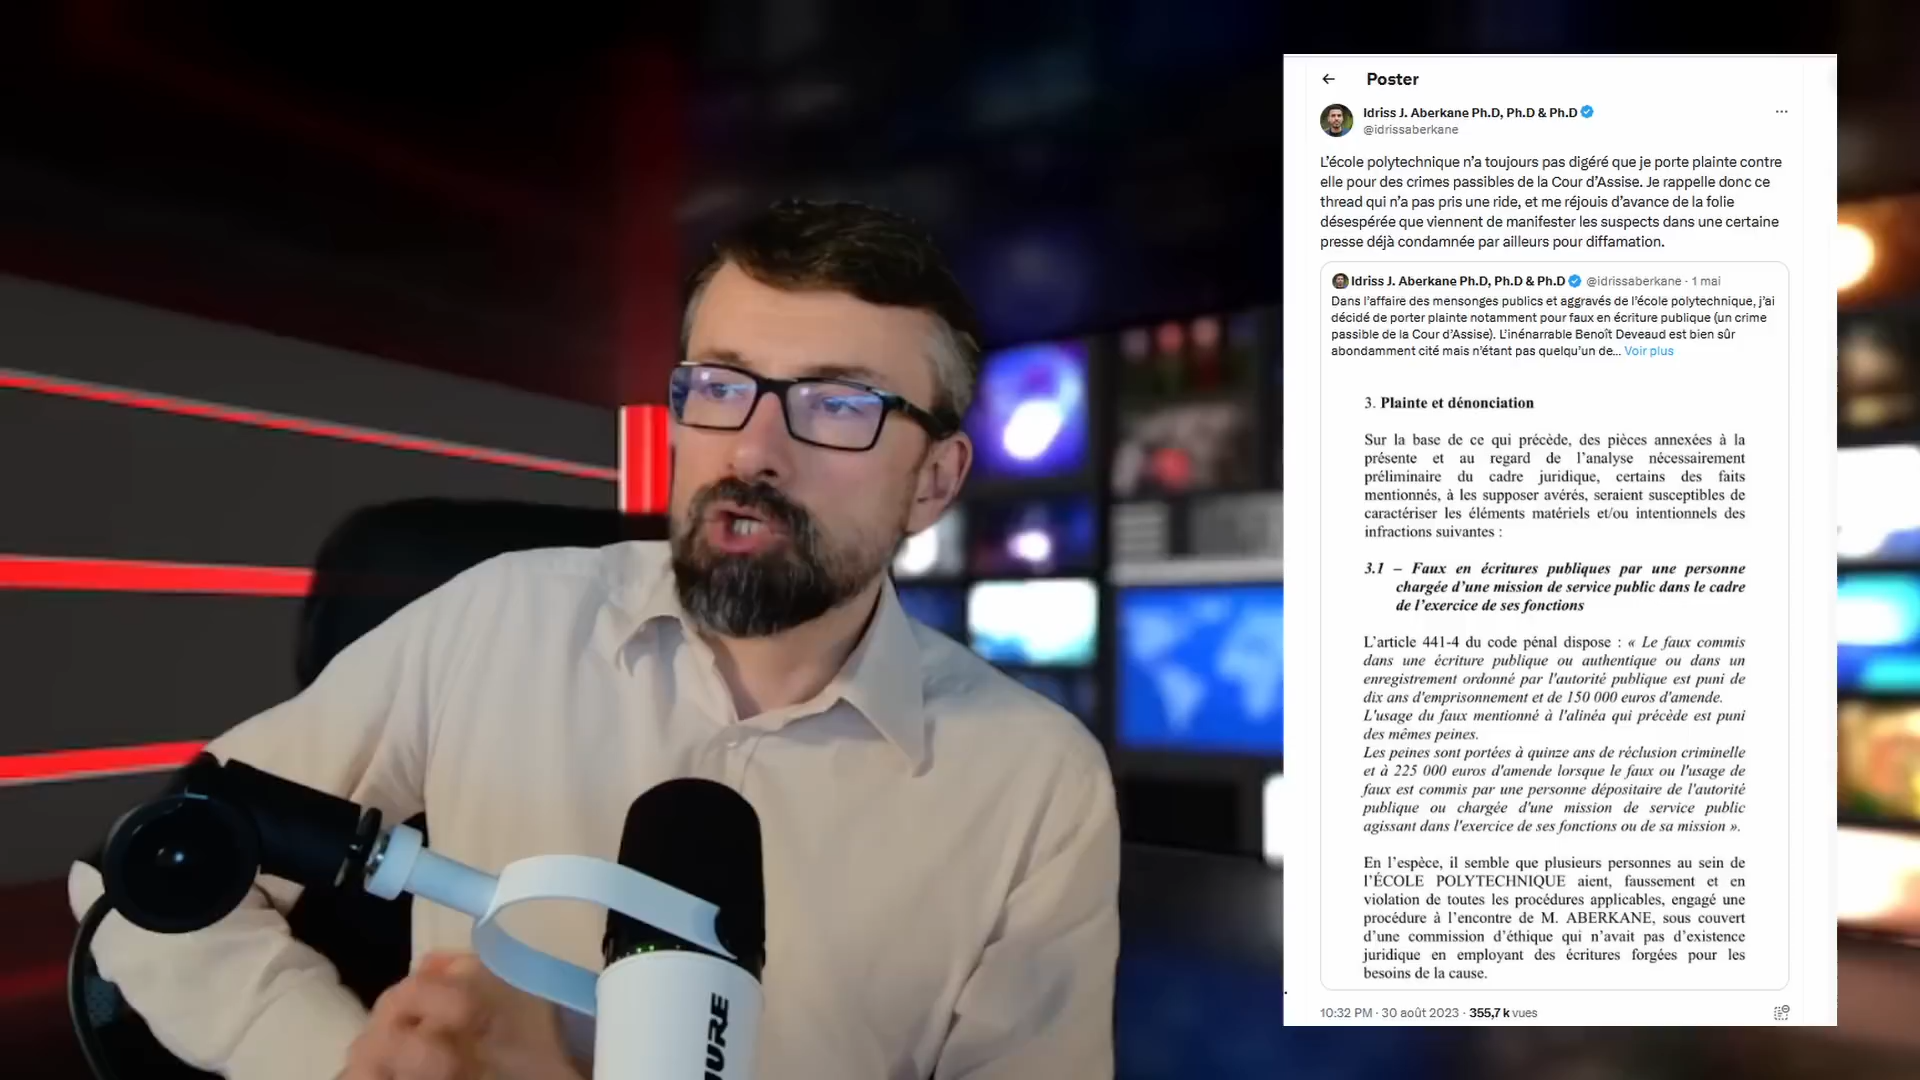 Poster
Idriss J. Aberkane Ph.D, Ph.D & Ph.D
@idrissaberkane
L'école polytechnique n'a toujours pas digéré que je porte plainte contre
elle pour des crimes passibles de la Cour d'Assise. Je rappelle donc ce
thread qui n'a pas pris une ride, et me réjouis d'avance de la folie
désespérée que viennent de manifester les suspects dans une certaine
presse déjà condamnée par ailleurs pour diffamation.
Idriss J. Aberkane Ph.D, Ph.D & Ph.D @idrissaberkane · 1 mai
Dans l'affaire des mensonges publics et aggravés de l'école polytechnique, j'ai
décidé de porter plainte notamment pour faux en écriture publique (un crime
passible de la Cour d'Assise). L'inénarrable Benoît Deveaud est bien sûr
abondamment cité mais n'étant pas quelqu'un de... Voir plus
3. Plainte et dénonciation
Sur la base de ce qui précède, des pièces annexées à la
présente et au regard de l'analyse nécessairement
préliminaire du cadre juridique, certains des faits
mentionnés, à les supposer avérés, seraient susceptibles de
caractériser les éléments matériels et/ou intentionnels des
infractions suivantes :
3.1 – Faux en écritures publiques par une personne
chargée d'une mission de service public dans le cadre
de l'exercice de ses fonctions
L'article 441-4 du code pénal dispose : « Le faux commis
dans une écriture publique ou authentique ou dans un
enregistrement ordonné par l'autorité publique est puni de
dix ans d'emprisonnement et de 150 000 euros d'amende.
L'usage du faux mentionné à l'alinéa qui précède est puni
des mêmes peines.
Les peines sont portées à quinze ans de réclusion criminelle
et à 225 000 euros d'amende lorsque le faux ou l'usage de
faux est commis par une personne dépositaire de l'autorité
publique ou chargée d'une mission de service public
agissant dans l'exercice de ses fonctions ou de sa mission ».
En l'espèce, il semble que plusieurs personnes au sein de
l'ÉCOLE POLYTECHNIQUE aient, faussement et en
violation de toutes les procédures applicables, engagé une
procédure à l'encontre de M. ABERKANE, sous couvert
d'une commission d'éthique qui n'avait pas d'existence
juridique en employant des écritures forgées pour les
besoins de la cause.
10:32 PM · 30 août 2023 · 355,7 k vues